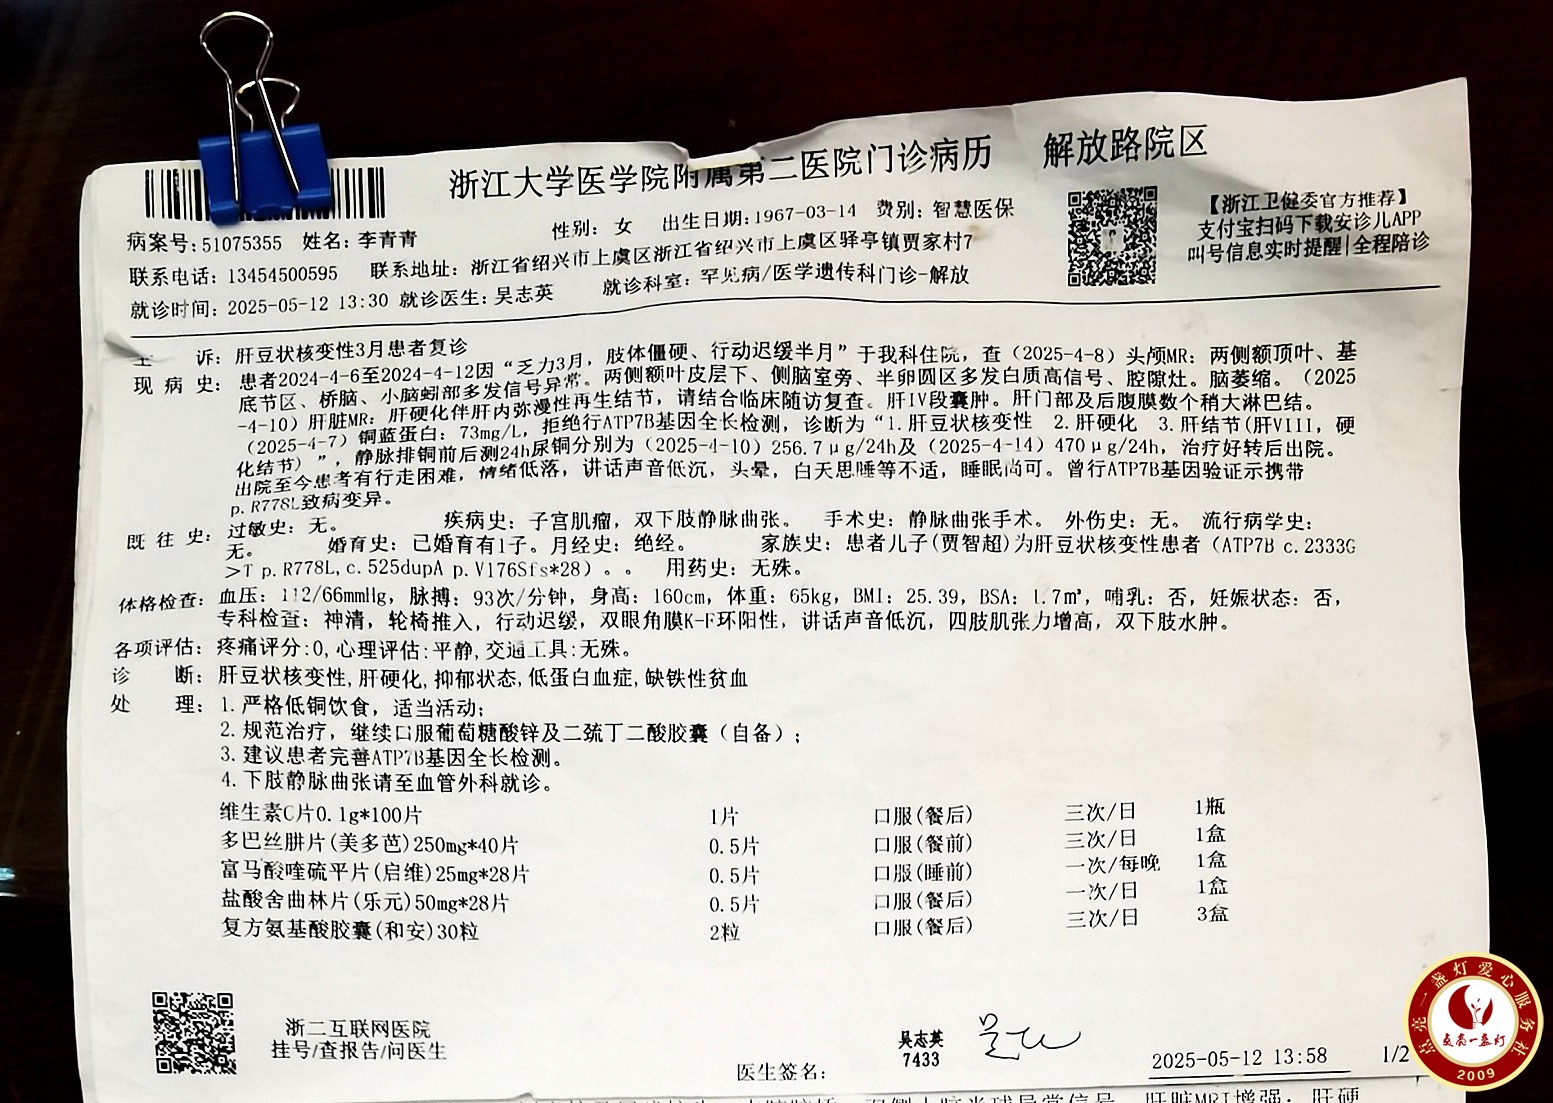 浙江大学医学院附属第二医院门诊病历 解放路院区
【浙江卫健委官方推荐】
支付宝扫码下载安诊儿APP
叫号信息实时提醒|全程陪诊
病案号:51075355 姓名:李青青 性别: 女 出生日期:1967-03-14 费别:智慧医保
联系电话: 13454500595 联系地址: 浙江省绍兴市上虞区浙江省绍兴市上虞区驿亭镇贾家村7
就诊时间: 2025-05-12 13:30 就诊医生:吴志英 就诊科室: 罕见病/医学遗传科门诊-解放
主 诉: 肝豆状核变性3月患者复诊
现 病 史: 患者2024-4-6至2024-4-12因“乏力3月, 肢体僵硬、行动迟缓半月”于我科住院, 查 (2025-4-8) 头颅MR: 两侧额顶叶、基
底节区、桥脑、小脑蚓部多发信号异常。两侧额叶皮层下、侧脑室旁、半卵圆区多发白质高信号、腔隙灶。脑萎缩。 (2025
-4-10) 肝脏MR: 肝硬化伴肝内弥漫性再生结节, 请结合临床随访复查。肝IV段囊肿。肝门部及后腹膜数个稍大淋巴结。
(2025-4-7) 铜蓝蛋白: 73mg/L, 拒绝行ATP7B基因全长检测, 诊断为“1.肝豆状核变性 2.肝硬化 3.肝结节(肝VIII, 硬
化结节) ”, 静脉排铜前后测24h尿铜分别为 (2025-4-10) 256.7μg/24h及 (2025-4-14) 470μg/24h, 治疗好转后出院。
出院至今患者有行走困难, 情绪低落, 讲话声音低沉, 头晕, 白天思睡等不适, 睡眠尚可。曾行ATP7B基因验证示携带
p.R778L致病变异。
既 往 史: 过敏史: 无。 疾病史: 子宫肌瘤, 双下肢静脉曲张。 手术史: 静脉曲张手术。 外伤史: 无。 流行病学史:
无。 婚育史: 已婚育有1子。月经史: 绝经。 家族史: 患者儿子(贾智超)为肝豆状核变性患者 (ATP7B c.2333G
>T p.R778L,c.525dupA p.V176Sfs*28) 。。 用药史: 无殊。
体格检查: 血压: 112/66mmHg, 脉搏: 93次/分钟, 身高: 160cm, 体重: 65kg, BMI: 25.39, BSA: 1.7㎡, 哺乳: 否, 妊娠状态: 否,
专科检查: 神清, 轮椅推入, 行动迟缓, 双眼角膜K-F环阳性, 讲话声音低沉, 四肢肌张力增高, 双下肢水肿。
各项评估: 疼痛评分:0, 心理评估:平静, 交通工具:无殊。
诊 断: 肝豆状核变性, 肝硬化, 抑郁状态, 低蛋白血症, 缺铁性贫血
处 理: 1. 严格低铜饮食, 适当活动;
2. 规范治疗, 继续口服葡萄糖酸锌及二巯丁二酸胶囊 (自备) ;
3. 建议患者完善ATP7B基因全长检测。
4. 下肢静脉曲张请至血管外科就诊。
维生素C片0.1g*100片 1片 口服(餐后) 三次/日 1瓶
多巴丝肼片(美多芭)250mg*40片 0.5片 口服(餐前) 三次/日 1盒
富马酸喹硫平片(启维)25mg*28片 0.5片 口服(睡前) 一次/每晚 1盒
盐酸舍曲林片(乐元)50mg*28片 0.5片 口服(餐后) 一次/日 1盒
复方氨基酸胶囊(和安)30粒 2粒 口服(餐后) 三次/日 3盒
浙二互联网医院
挂号/查报告/问医生
医生签名:
吴志英
7433
2025-05-12 13:58 1/2
点亮一盏灯爱心服务社
点亮一盏灯
2009